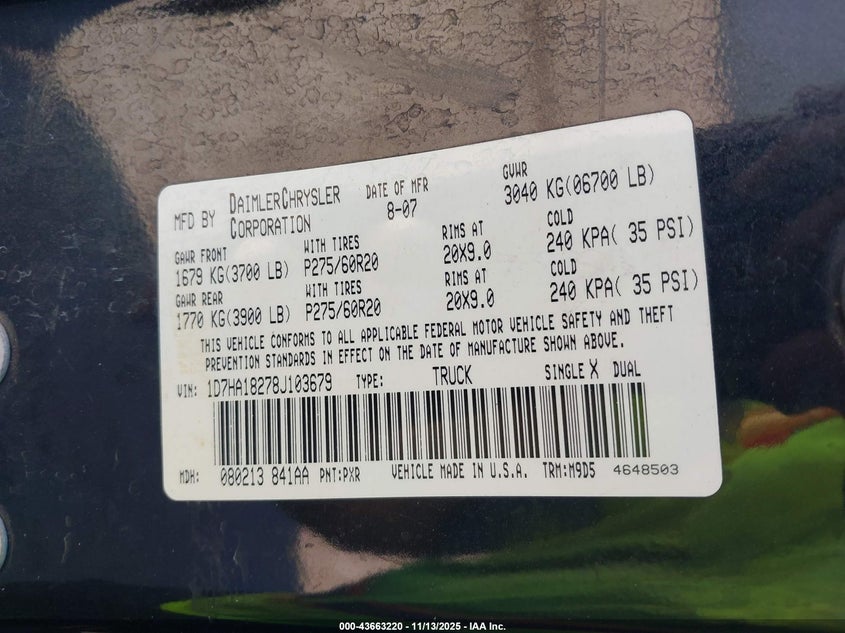 MFD BY DAIMLERCHRYSLER CORPORATION DATE OF MFR 8-07 GVWR 3040 KG(06700 LB)
GAWR FRONT WITH TIRES RIMS AT COLD
1679 KG(3700 LB) P275/60R20 20X9.0 240 KPA( 35 PSI)
GAWR REAR WITH TIRES RIMS AT COLD
1770 KG(3900 LB) P275/60R20 20X9.0 240 KPA( 35 PSI)
THIS VEHICLE CONFORMS TO ALL APPLICABLE FEDERAL MOTOR VEHICLE SAFETY AND THEFT
PREVENTION STANDARDS IN EFFECT ON THE DATE OF MANUFACTURE SHOWN ABOVE.
VIN: 1D7HA18278J103679 TYPE: TRUCK SINGLE X DUAL
MDH: 080213 841AA PNT:PXR VEHICLE MADE IN U.S.A. TRM:M9D5 4648503
000-43663220 - 11/13/2025 - IAA Inc.